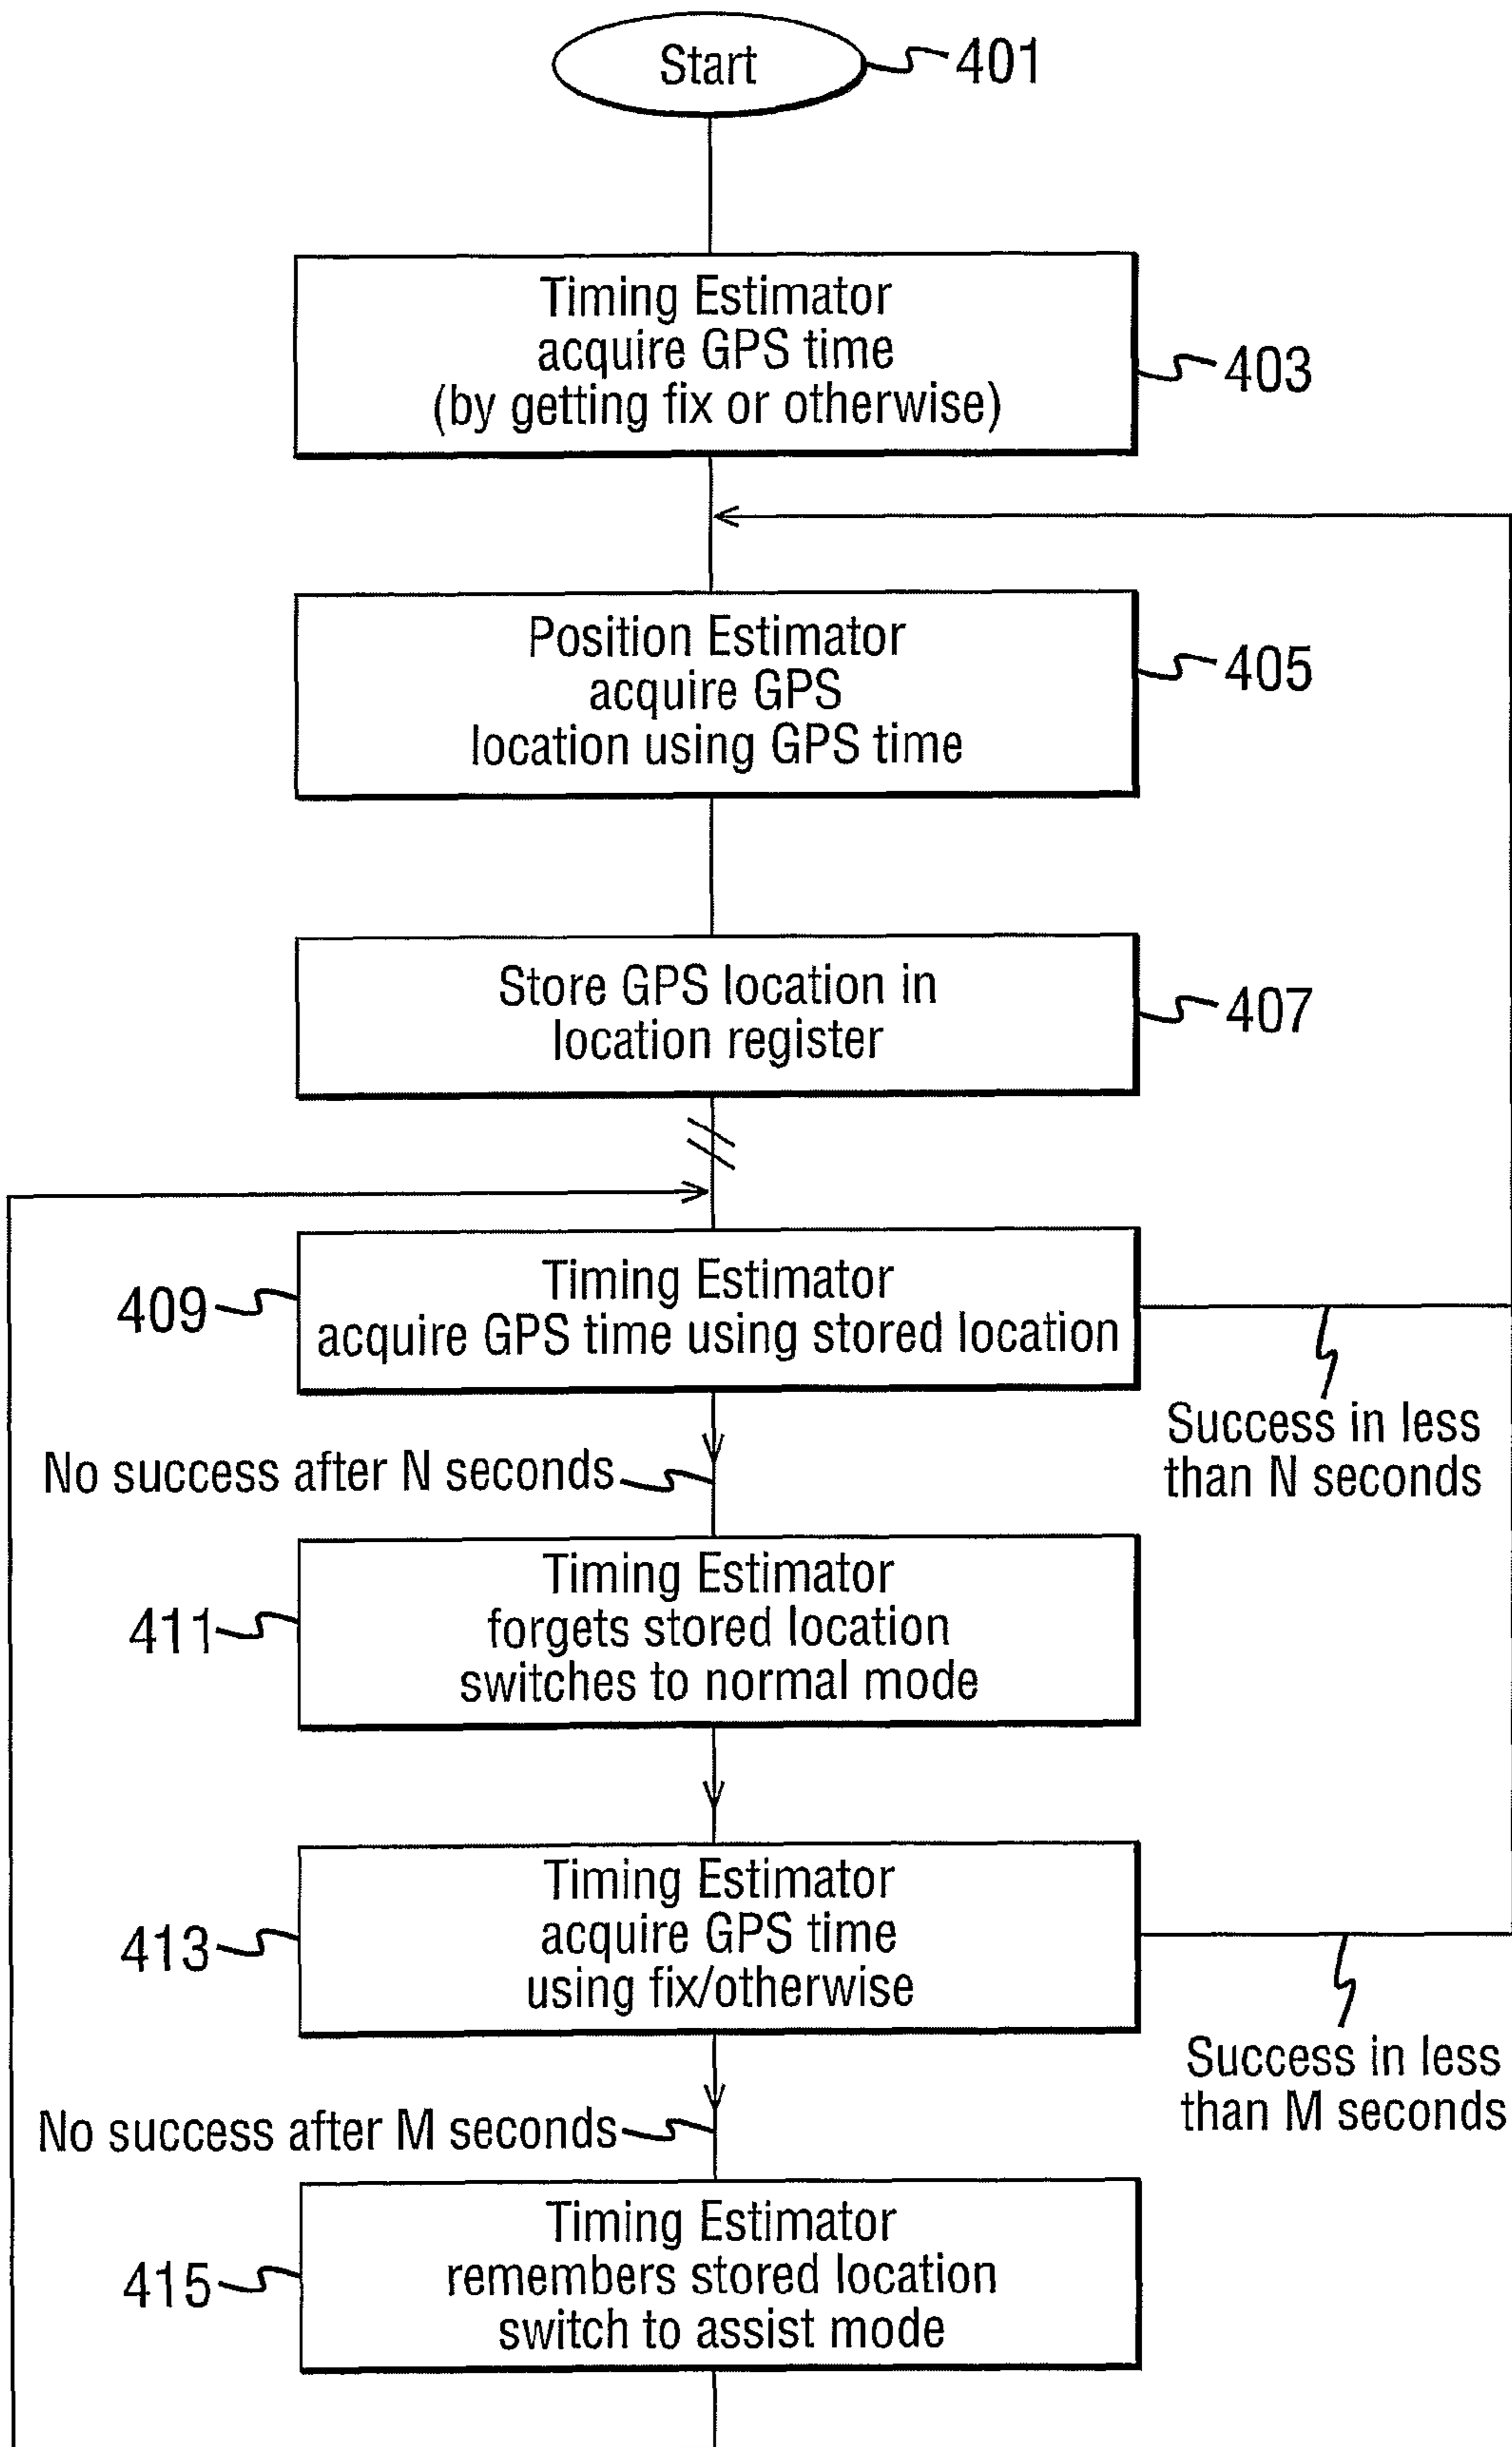 Start
401
Timing Estimator
acquire GPS time
(by getting fix or otherwise)
403
Position Estimator
acquire GPS
location using GPS time
405
Store GPS location in
location register
407
Timing Estimator
acquire GPS time using stored location
409
Success in less
than N seconds
No success after N seconds
Timing Estimator
forgets stored location
switches to normal mode
411
Timing Estimator
acquire GPS time
using fix/otherwise
413
Success in less
than M seconds
No success after M seconds
Timing Estimator
remembers stored location
switch to assist mode
415